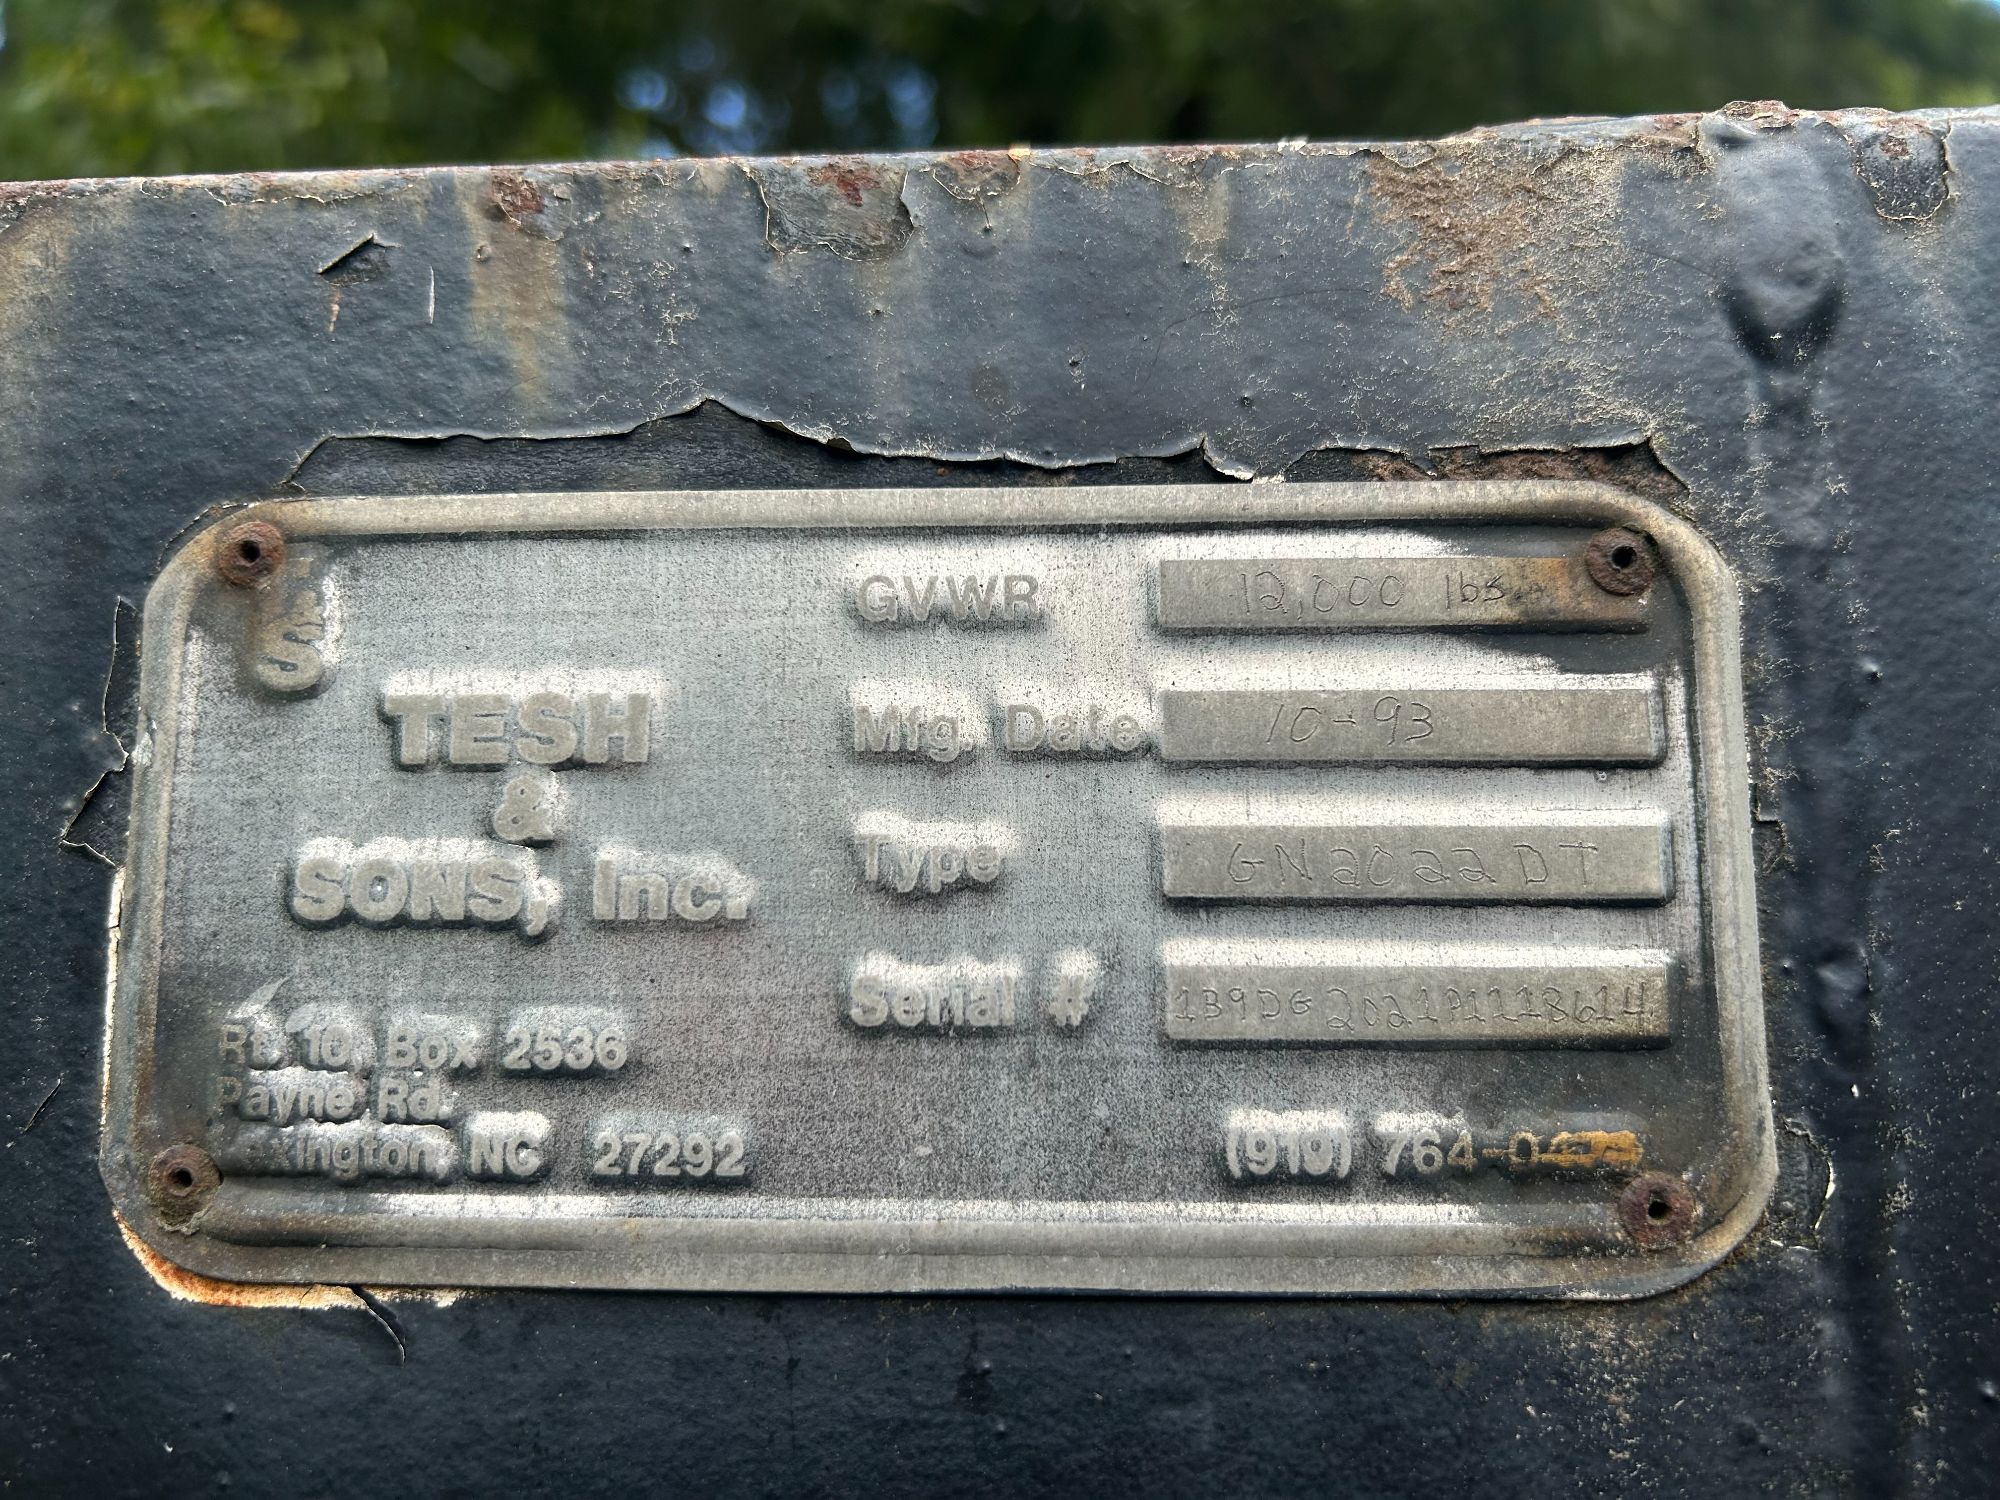 TESH
&
SONS, Inc.
Rt. 10, Box 2536
Payne Rd.
Lexington, NC 27292
GVWR 12,000 lbs.
Mfg. Date 10-93
Type GN2022DT
Serial # 1B9DG2021P1118614
(919) 764-